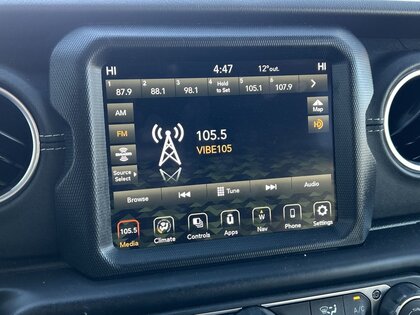 HI 4:47 12°out. HI
1 87.9 2 88.1 3 98.1 4 Hold to Set 5 105.1 6 107.9
AM
Map
FM
105.5
VIBE105
Source
Select
Browse Tune Audio
105.5
Media Climate Controls Apps Nav Phone Settings
A/C